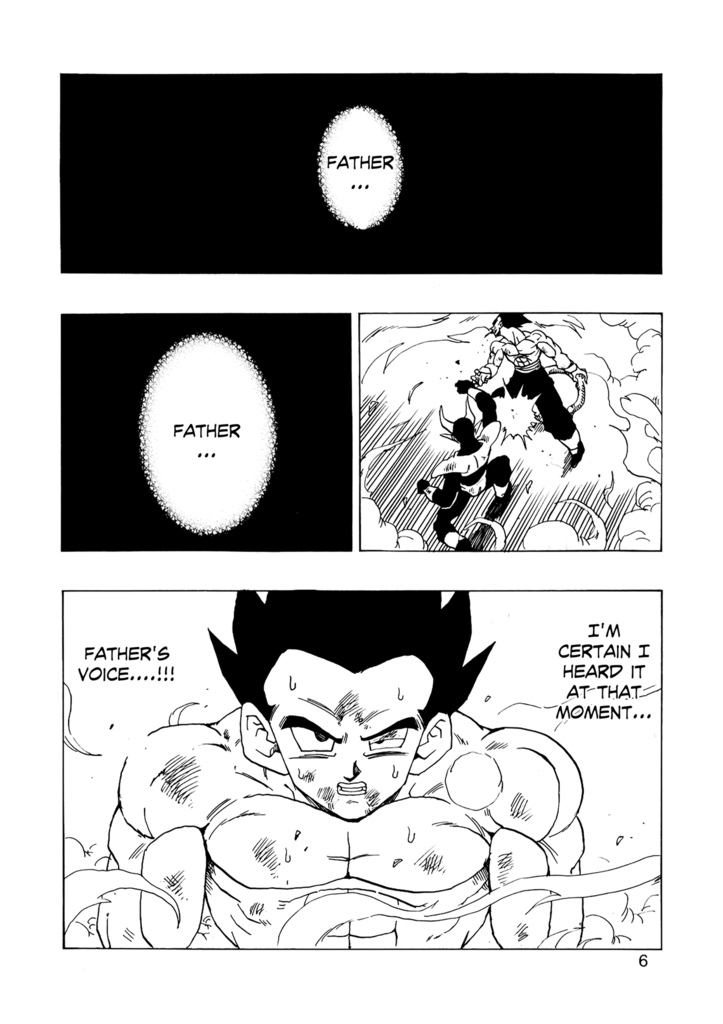 FATHER
...
FATHER
...
I'M
CERTAIN I
HEARD IT
AT THAT
MOMENT...
FATHER'S
VOICE....!!!
6